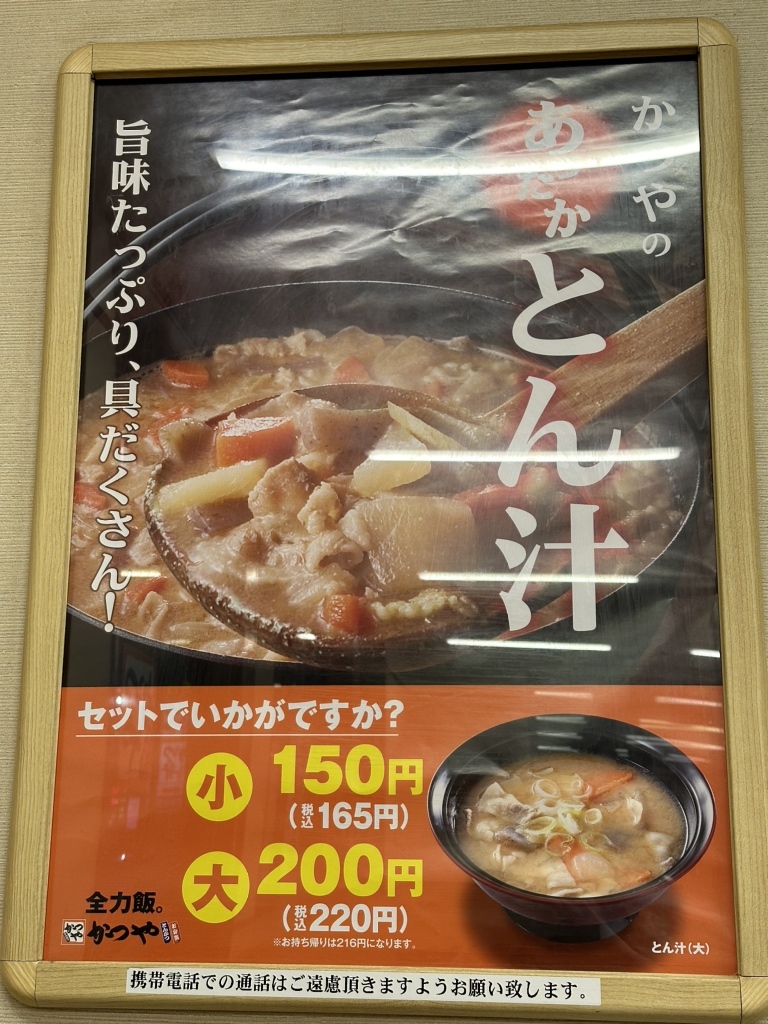 かつやの
あったか
とん汁
旨味たっぷり、具だくさん!
セットでいかがですか?
小 150円
(税込165円)
大 200円
(税込220円)
※お持ち帰りは216円になります。
全力飯。
かつや
かつや
とん汁(大)
携帯電話での通話はご遠慮頂きますようお願い致します。